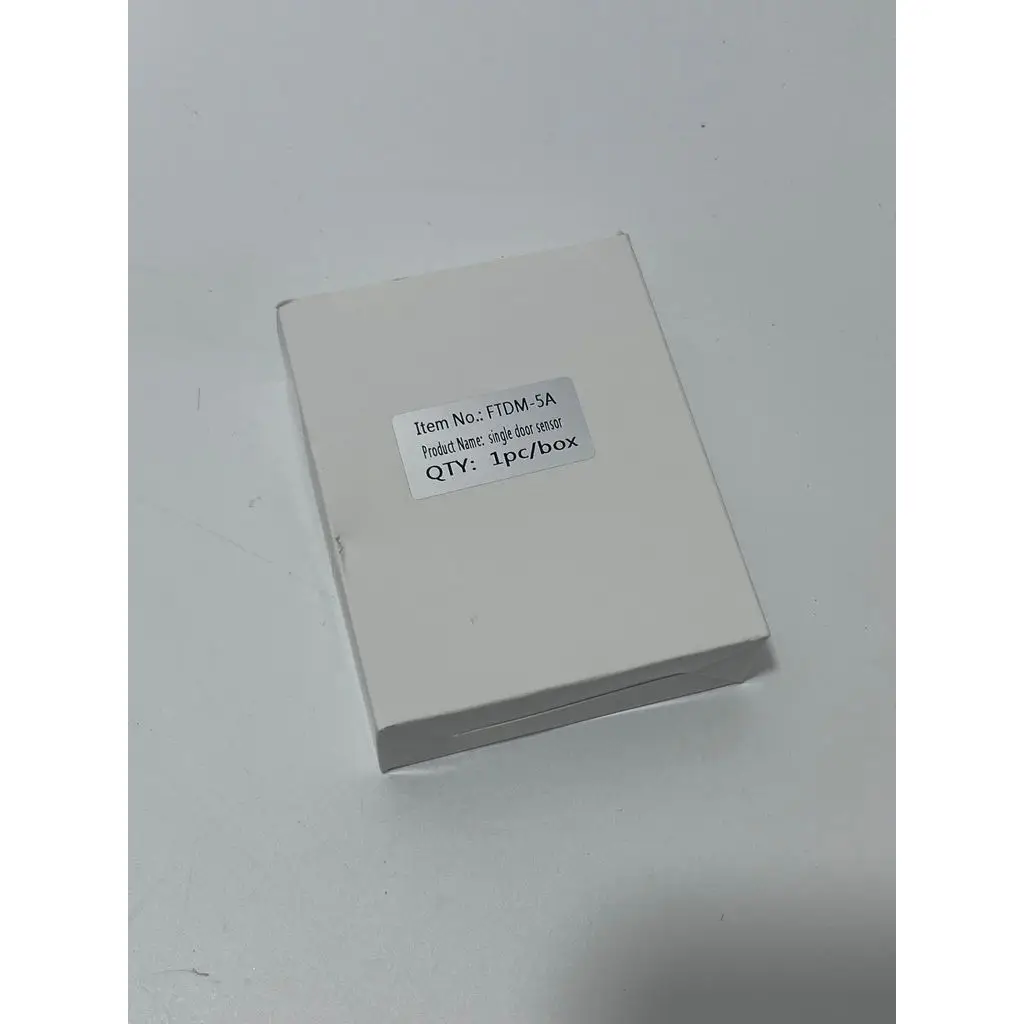 Item No.: FTDM-5A
Product Name: single door sensor
QTY: 1pc/box